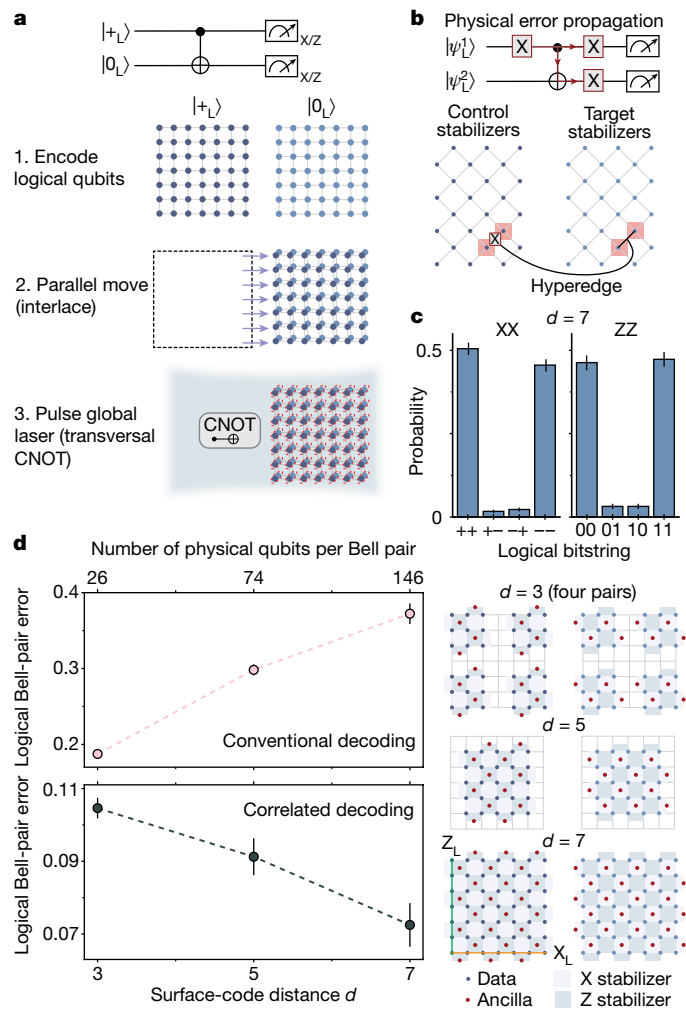 a
|+L⟩
X/Z
|0L⟩
X/Z
|+L⟩ |0L⟩
1. Encode
logical qubits
2. Parallel move
(interlace)
3. Pulse global
laser (transversal
CNOT)
CNOT
b
Physical error propagation
|ψL1⟩ X X
|ψL2⟩ X
Control
stabilizers
Target
stabilizers
X
Hyperedge
c
d = 7
XX ZZ
Probability
0.5
0
++ +− −+ −− 00 01 10 11
Logical bitstring
d
Number of physical qubits per Bell pair
26 74 146
Logical Bell-pair error
0.4
0.3
0.2
Conventional decoding
Logical Bell-pair error
0.11
0.09
0.07
Correlated decoding
3 5 7
Surface-code distance d
d = 3 (four pairs)
d = 5
d = 7
ZL
XL
Data
Ancilla
X stabilizer
Z stabilizer